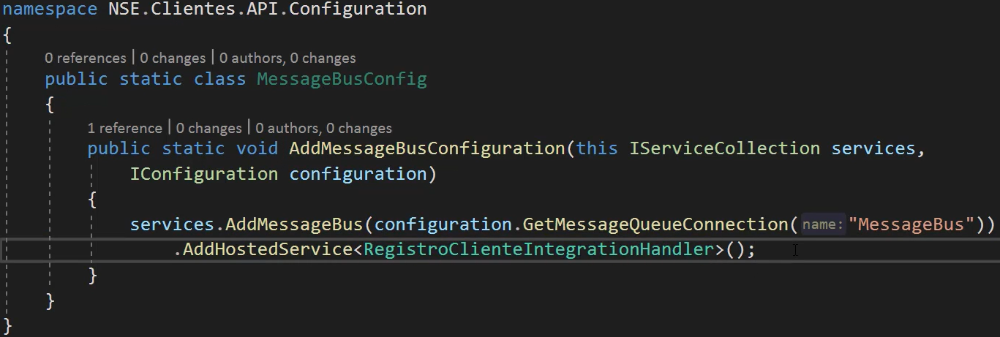 namespace NSE.Clientes.API.Configuration
{
0 references | 0 changes | 0 authors, 0 changes
public static class MessageBusConfig
{
1 reference | 0 changes | 0 authors, 0 changes
public static void AddMessageBusConfiguration(this IServiceCollection services,
IConfiguration configuration)
{
services.AddMessageBus(configuration.GetMessageQueueConnection(name: "MessageBus"))
.AddHostedService<RegistroClienteIntegrationHandler>();
}
}
}